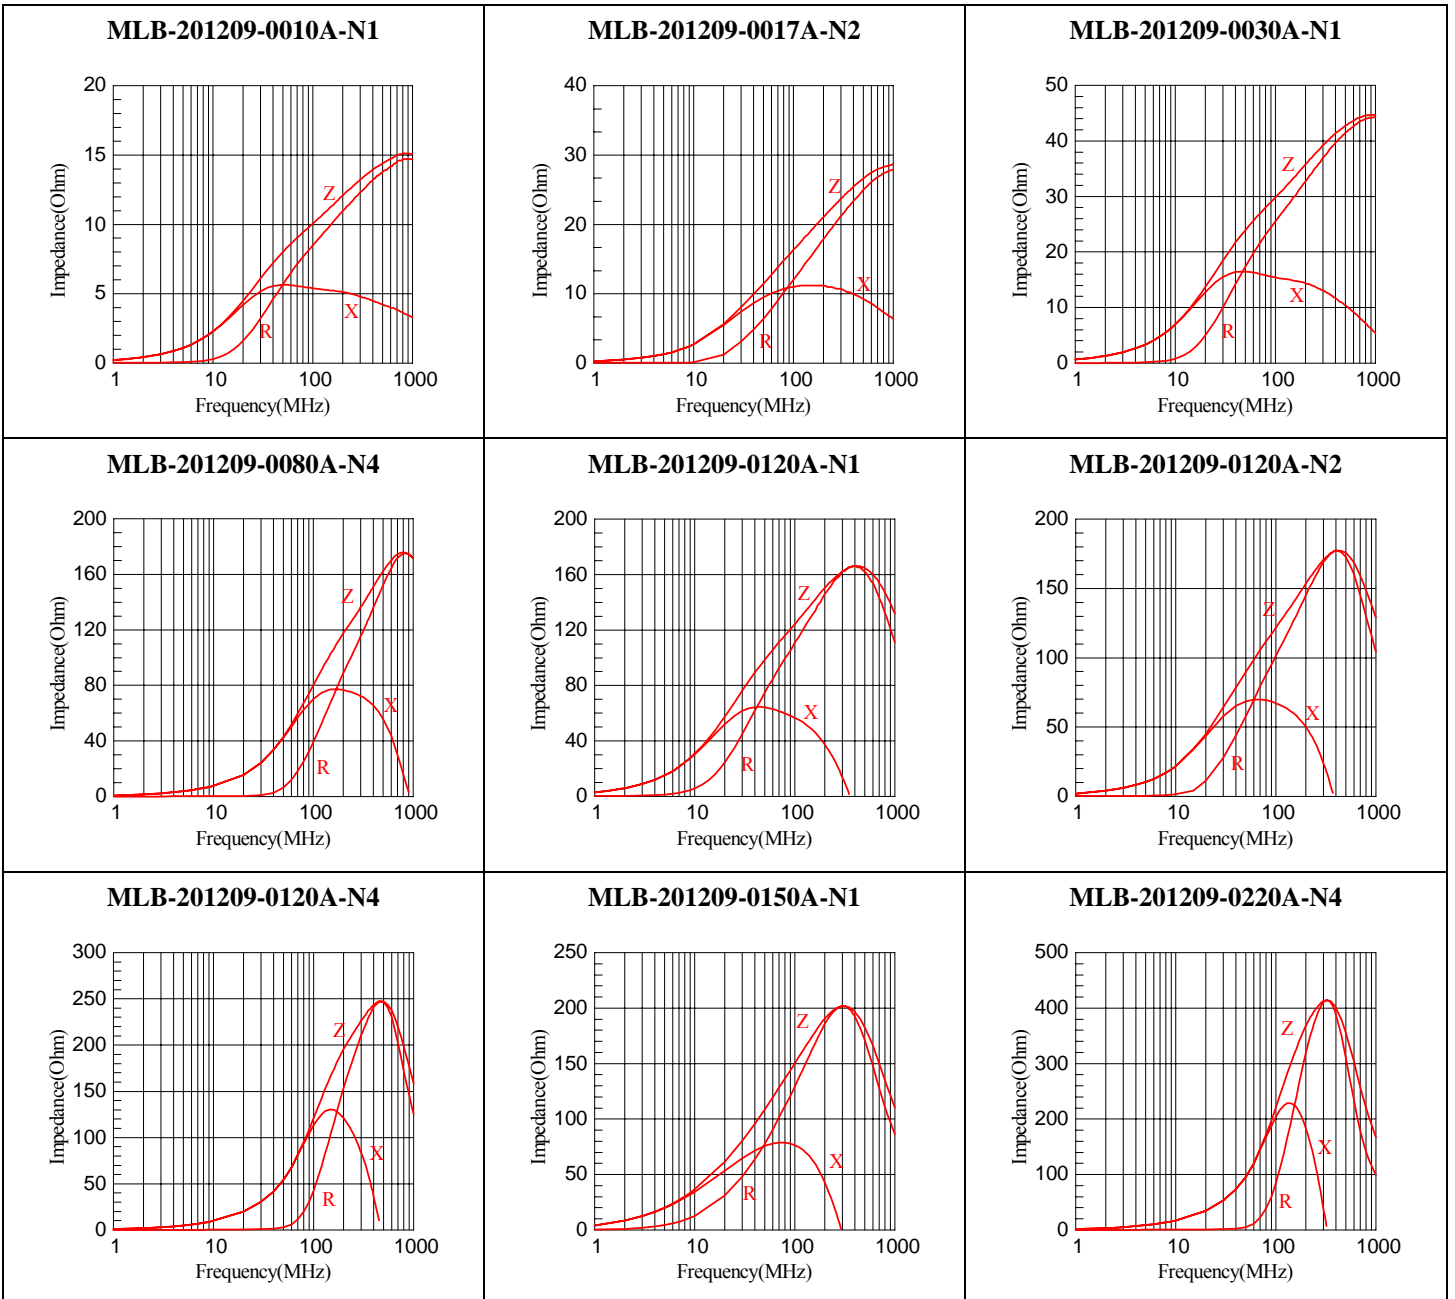 MLB-201209-0010A-N1
20
15
10
5
0
Impedance(Ohm)
Z
X
R
1 10 100 1000
Frequency(MHz)
MLB-201209-0017A-N2
40
30
20
10
0
Impedance(Ohm)
Z
X
R
1 10 100 1000
Frequency(MHz)
MLB-201209-0030A-N1
50
40
30
20
10
0
Impedance(Ohm)
Z
X
R
1 10 100 1000
Frequency(MHz)
MLB-201209-0080A-N4
200
160
120
80
40
0
Impedance(Ohm)
Z
X
R
1 10 100 1000
Frequency(MHz)
MLB-201209-0120A-N1
200
160
120
80
40
0
Impedance(Ohm)
Z
X
R
1 10 100 1000
Frequency(MHz)
MLB-201209-0120A-N2
200
150
100
50
0
Impedance(Ohm)
Z
X
R
1 10 100 1000
Frequency(MHz)
MLB-201209-0120A-N4
300
250
200
150
100
50
0
Impedance(Ohm)
Z
X
R
1 10 100 1000
Frequency(MHz)
MLB-201209-0150A-N1
250
200
150
100
50
0
Impedance(Ohm)
Z
X
R
1 10 100 1000
Frequency(MHz)
MLB-201209-0220A-N4
500
400
300
200
100
0
Impedance(Ohm)
Z
X
R
1 10 100 1000
Frequency(MHz)